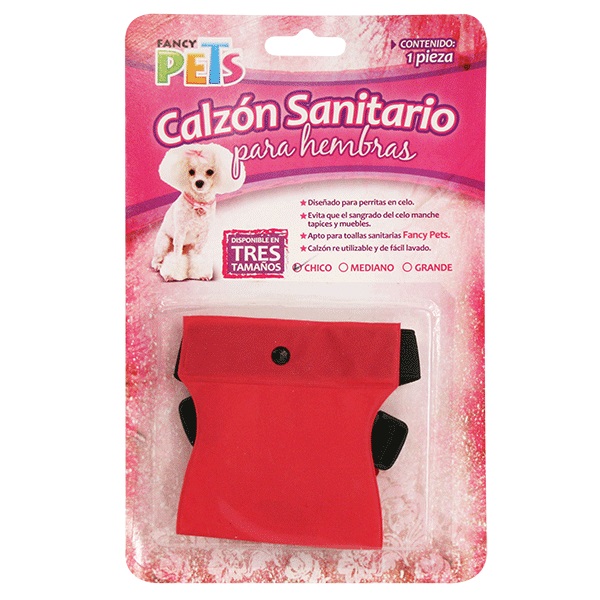 FANCY
PETS
CONTENIDO:
1 pieza
Calzón Sanitario
para hembras
★Diseñado para perritas en celo.
★Evita que el sangrado del celo manche
tapices y muebles.
★Apto para toallas sanitarias Fancy Pets.
★Calzón re utilizable y de fácil lavado.
DISPONIBLE EN
TRES
TAMAÑOS
CHICO MEDIANO GRANDE